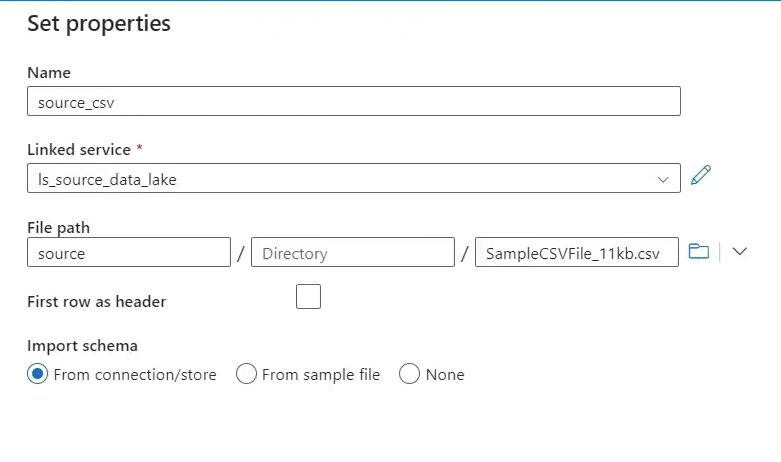 Set properties
Name
source_csv
Linked service *
ls_source_data_lake
File path
source / Directory / SampleCSVFile_11kb.csv
First row as header
Import schema
From connection/store From sample file None